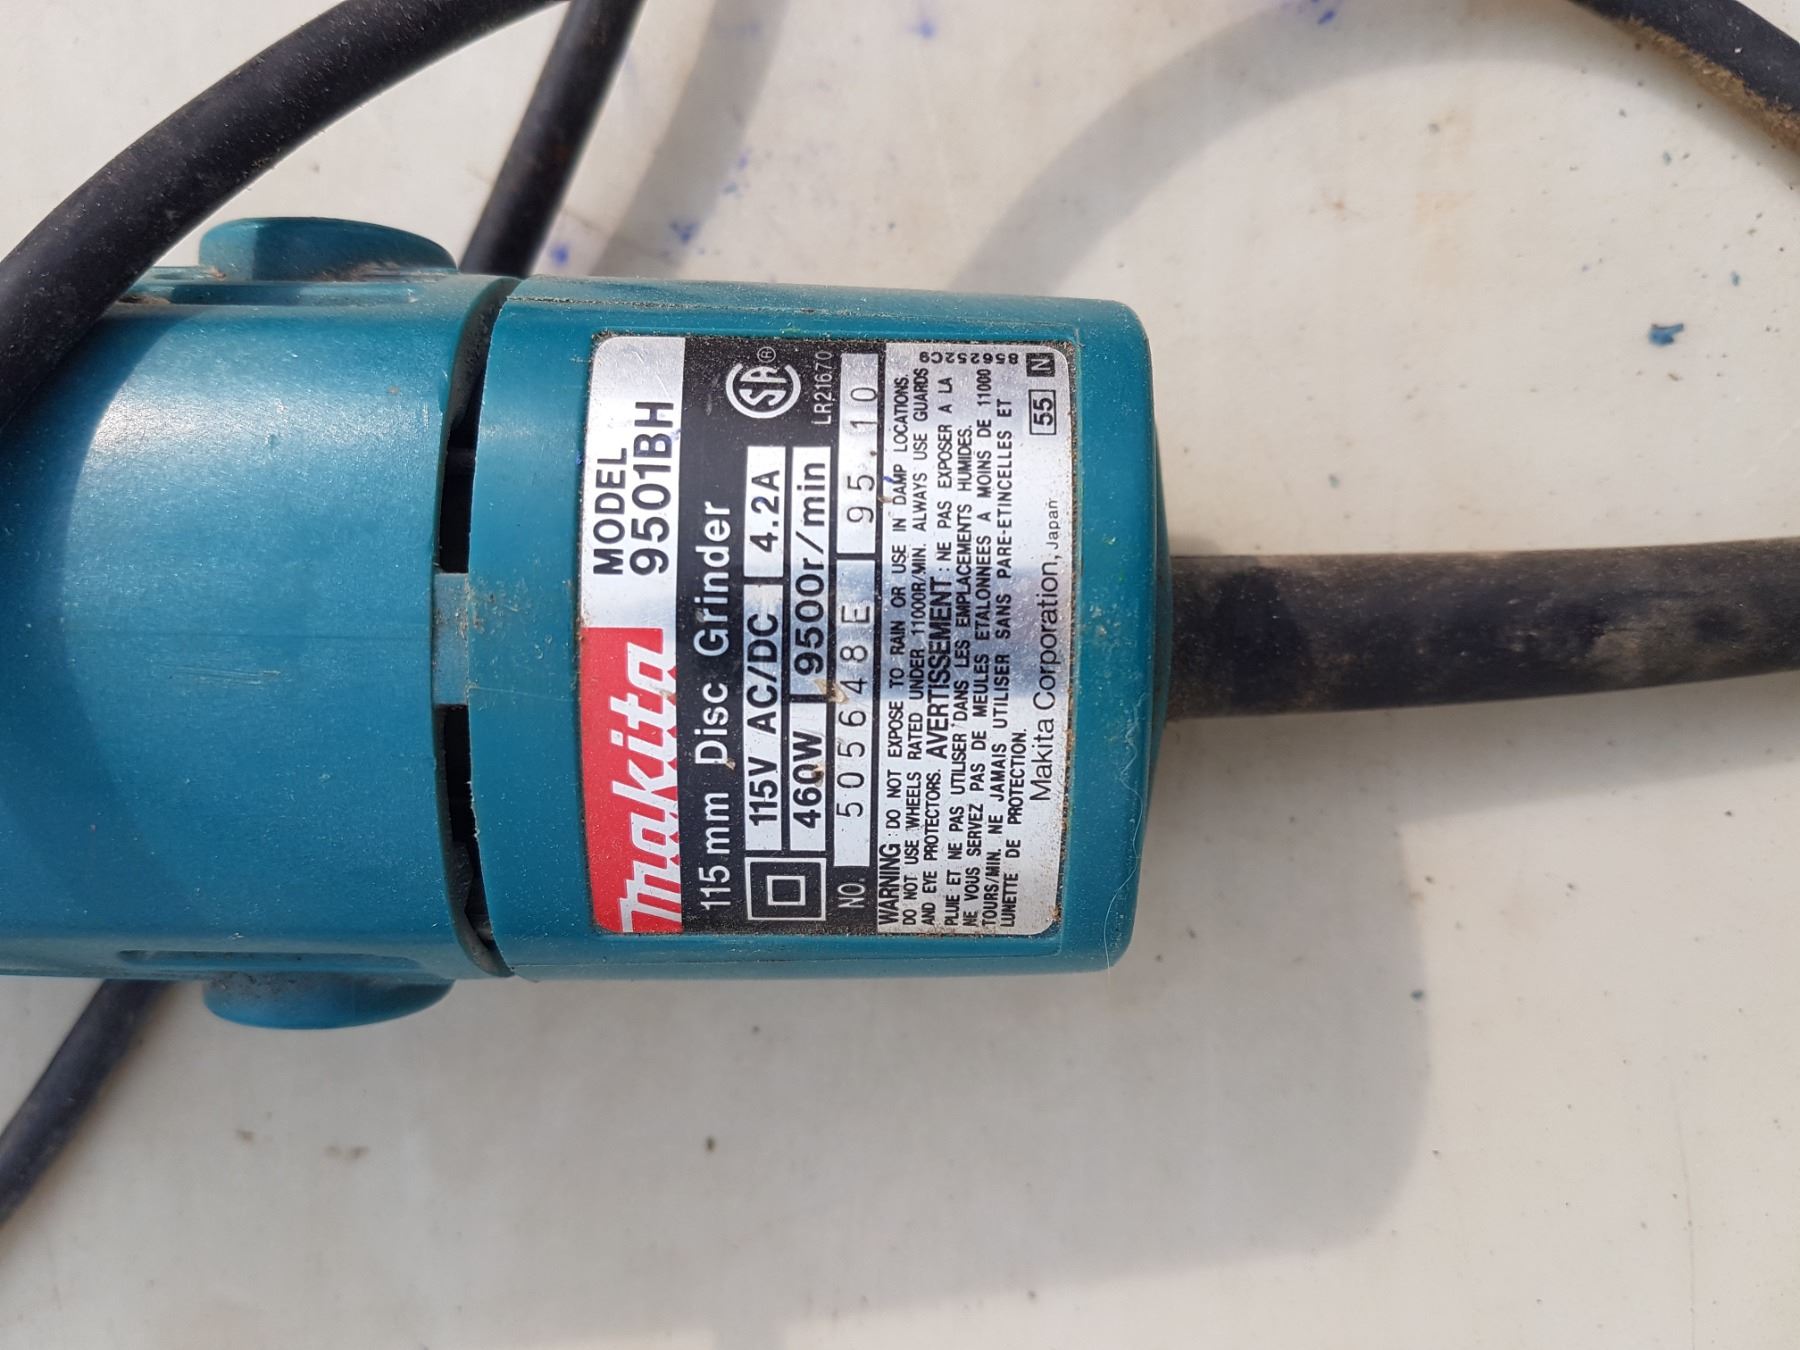 makita
MODEL
9501BH
115mm Disc Grinder
115V AC/DC 4.2A
460W 9500r/min
SA ®
LR21670
NO. 505648E 95.10
WARNING: DO NOT EXPOSE TO RAIN OR USE IN DAMP LOCATIONS.
DO NOT USE WHEELS RATED UNDER 11000R/MIN. ALWAYS USE GUARDS
AND EYE PROTECTORS. AVERTISSEMENT: NE PAS EXPOSER A LA
PLUIE ET NE PAS UTILISER DANS LES EMPLACEMENTS HUMIDES.
NE VOUS SERVEZ PAS DE MEULES ETALONNEES A MOINS DE 11000
TOURS/MIN. NE JAMAIS UTILISER SANS PARE-ETINCELLES ET
LUNETTE DE PROTECTION.
Makita Corporation, Japan
55
N